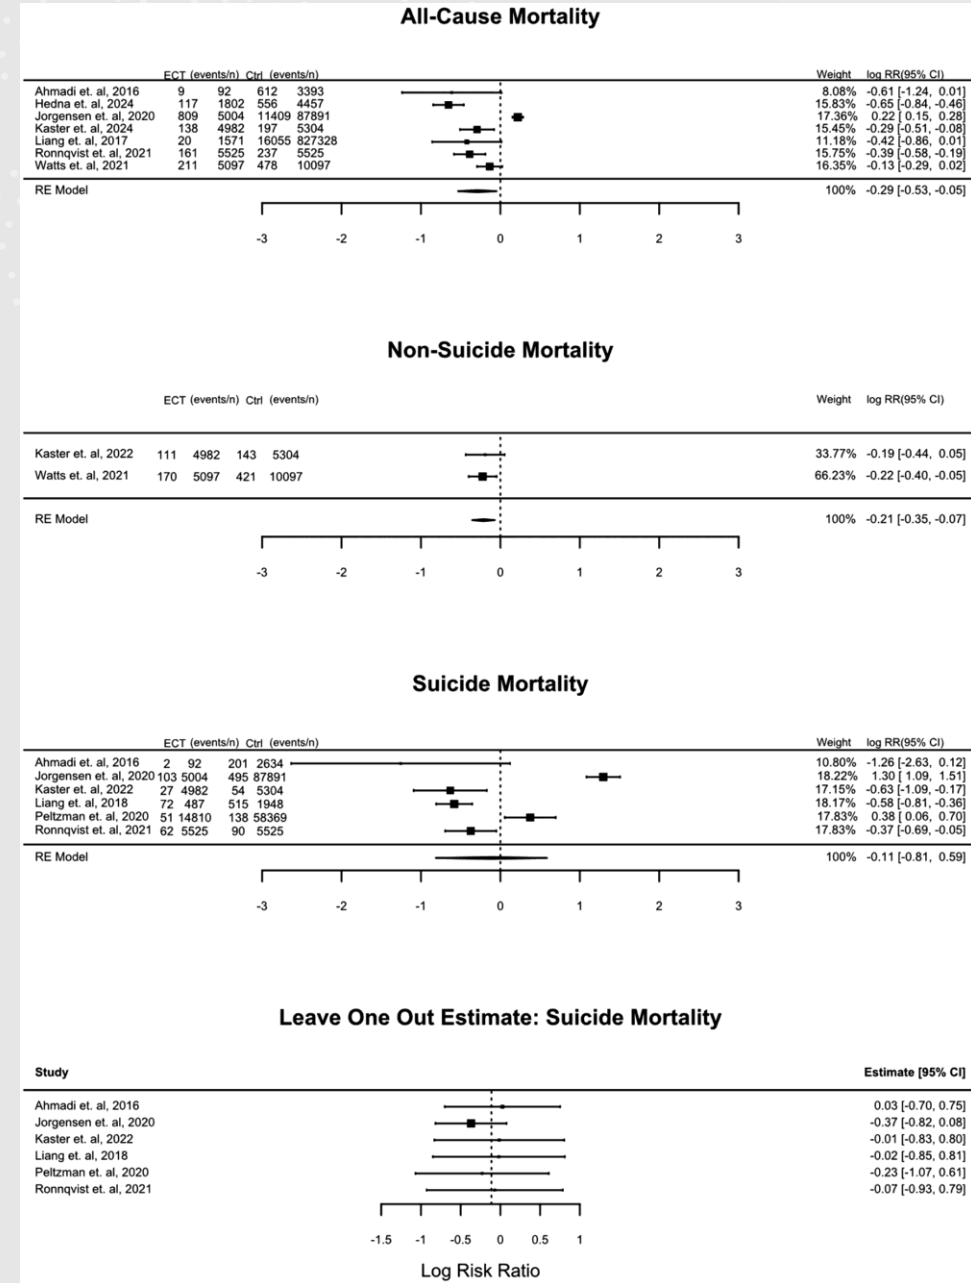 All-Cause Mortality
ECT (events/n) Ctrl (events/n) Weight log RR(95% CI)
Ahmadi et. al, 2016 9 92 612 3393 8.08% -0.61 [-1.24, 0.01]
Hedna et. al, 2024 117 1802 556 4457 15.83% -0.65 [-0.84, -0.46]
Jorgensen et. al, 2020 809 5004 11409 87891 17.36% 0.22 [ 0.15, 0.28]
Kaster et. al, 2024 138 4982 197 5304 15.45% -0.29 [-0.51, -0.08]
Liang et. al, 2017 20 1571 16055 827328 11.18% -0.42 [-0.86, 0.01]
Ronnqvist et. al, 2021 161 5525 237 5525 15.75% -0.39 [-0.58, -0.19]
Watts et. al, 2021 211 5097 478 10097 16.35% -0.13 [-0.29, 0.02]
RE Model 100% -0.29 [-0.53, -0.05]
-3 -2 -1 0 1 2 3
Non-Suicide Mortality
ECT (events/n) Ctrl (events/n) Weight log RR(95% CI)
Kaster et. al, 2022 111 4982 143 5304 33.77% -0.19 [-0.44, 0.05]
Watts et. al, 2021 170 5097 421 10097 66.23% -0.22 [-0.40, -0.05]
RE Model 100% -0.21 [-0.35, -0.07]
-3 -2 -1 0 1 2 3
Suicide Mortality
ECT (events/n) Ctrl (events/n) Weight log RR(95% CI)
Ahmadi et. al, 2016 2 92 201 2634 10.80% -1.26 [-2.63, 0.12]
Jorgensen et. al, 2020 103 5004 495 87891 18.22% 1.30 [ 1.09, 1.51]
Kaster et. al, 2022 27 4982 54 5304 17.15% -0.63 [-1.09, -0.17]
Liang et. al, 2018 72 487 515 1948 18.17% -0.58 [-0.81, -0.36]
Peltzman et. al, 2020 51 14810 138 58369 17.83% 0.38 [ 0.06, 0.70]
Ronnqvist et. al, 2021 62 5525 90 5525 17.83% -0.37 [-0.69, -0.05]
RE Model 100% -0.11 [-0.81, 0.59]
-3 -2 -1 0 1 2 3
Leave One Out Estimate: Suicide Mortality
Study Estimate [95% CI]
Ahmadi et. al, 2016 0.03 [-0.70, 0.75]
Jorgensen et. al, 2020 -0.37 [-0.82, 0.08]
Kaster et. al, 2022 -0.01 [-0.83, 0.80]
Liang et. al, 2018 -0.02 [-0.85, 0.81]
Peltzman et. al, 2020 -0.23 [-1.07, 0.61]
Ronnqvist et. al, 2021 -0.07 [-0.93, 0.79]
-1.5 -1 -0.5 0 0.5 1
Log Risk Ratio